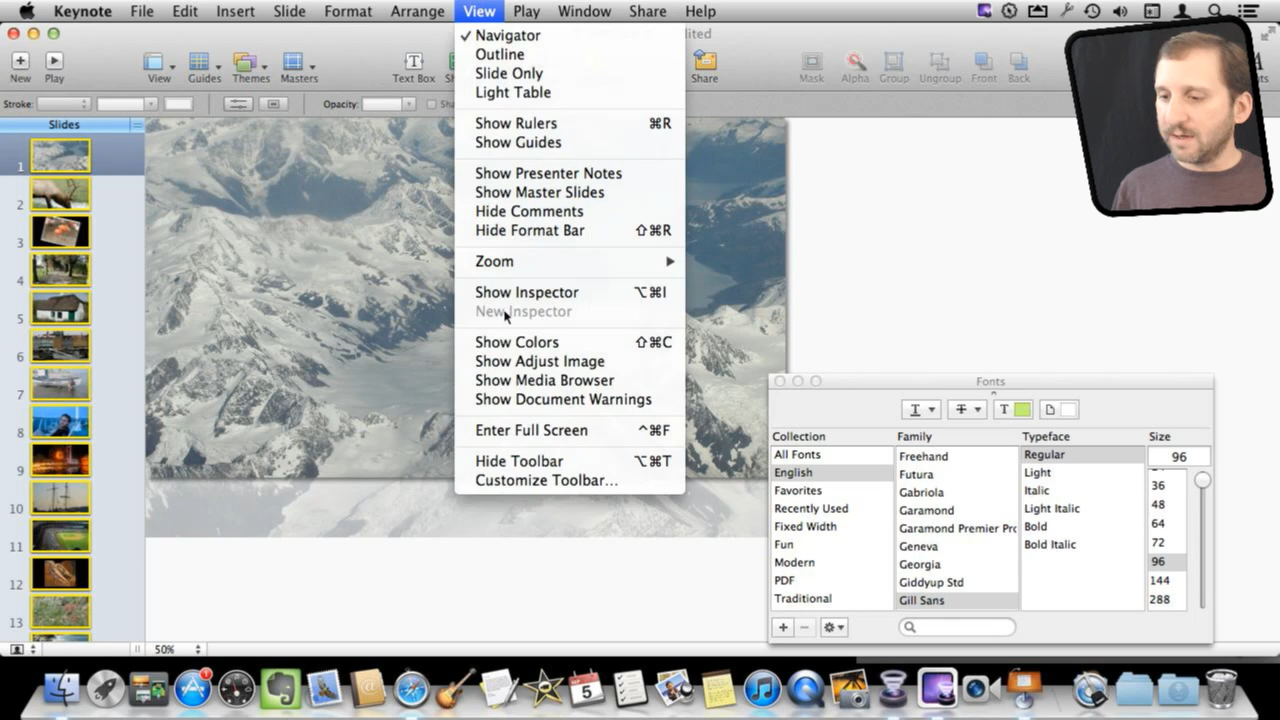 Keynote File Edit Insert Slide Format Arrange View Play Window Share Help
lited
New Play View Guides Themes Masters Text Box Sh Share Mask Alpha Group Ungroup Front Back
Stroke: Opacity: Sha
Slides
1
2
3
4
5
6
7
8
9
10
11
12
13
50%
✓ Navigator
Outline
Slide Only
Light Table
Show Rulers ⌘R
Show Guides
Show Presenter Notes
Show Master Slides
Hide Comments
Hide Format Bar ⇧⌘R
Zoom
Show Inspector ⌥⌘I
New Inspector
Show Colors ⇧⌘C
Show Adjust Image
Show Media Browser
Show Document Warnings
Enter Full Screen ^⌘F
Hide Toolbar ⌥⌘T
Customize Toolbar...
Fonts
Collection Family Typeface Size
All Fonts
English
Favorites
Recently Used
Fixed Width
Fun
Modern
PDF
Traditional
Freehand
Futura
Gabriola
Garamond
Garamond Premier Prc
Geneva
Georgia
Giddyup Std
Gill Sans
Regular
Light
Italic
Light Italic
Bold
Bold Italic
96
36
48
64
72
96
144
288
SEP
5
1